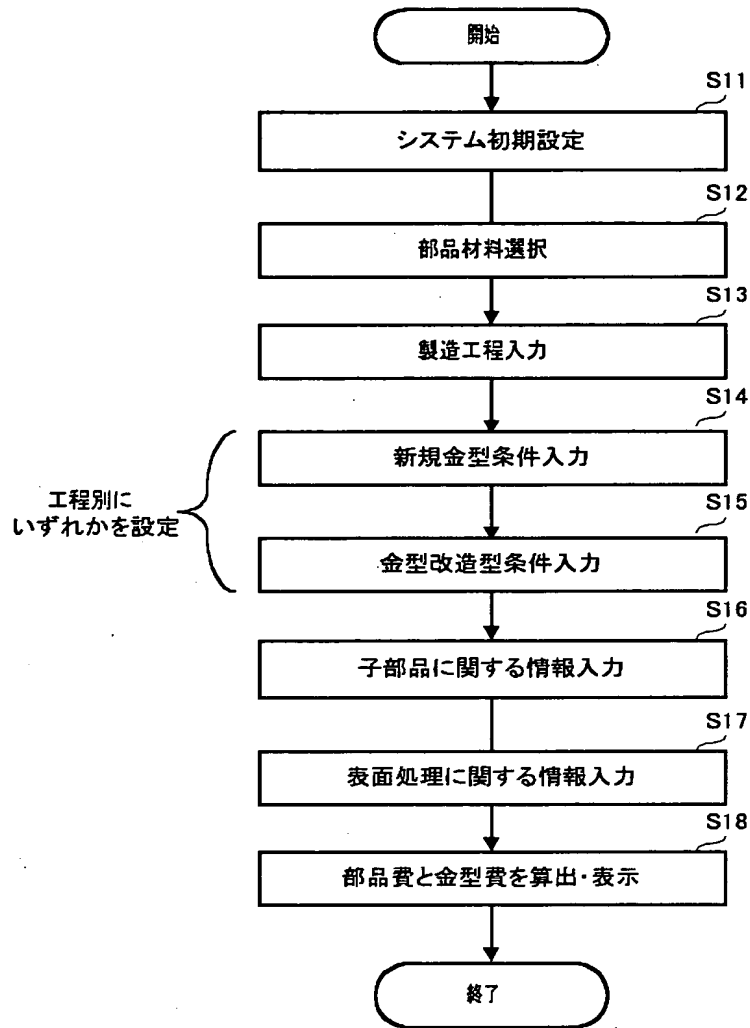 開始
S11
システム初期設定
S12
部品材料選択
S13
製造工程入力
S14
新規金型条件入力
工程別に
いずれかを設定
S15
金型改造型条件入力
S16
子部品に関する情報入力
S17
表面処理に関する情報入力
S18
部品費と金型費を算出・表示
終了